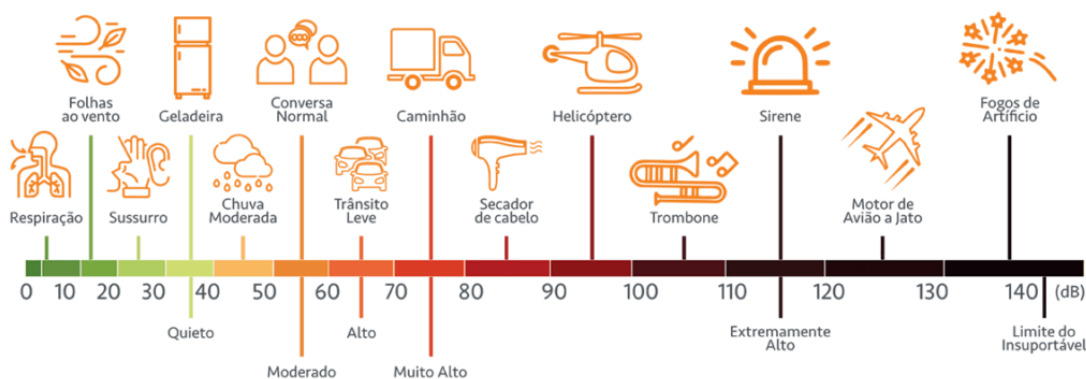 Folhas
ao vento
Geladeira
Conversa
Normal
Caminhão
Helicóptero
Sirene
Fogos de
Artifício
Respiração
Sussurro
Chuva
Moderada
Trânsito
Leve
Secador
de cabelo
Trombone
Motor de
Avião a Jato
0 10 20 30 40 50 60 70 80 90 100 110 120 130 140 (dB)
Quieto
Alto
Extremamente
Alto
Limite do
Insuportável
Moderado
Muito Alto